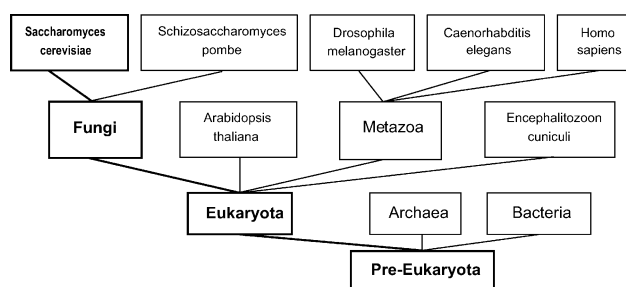 Saccharomyces
cerevisiae
Schizosaccharomyces
pombe
Drosophila
melanogaster
Caenorhabditis
elegans
Homo
sapiens
Fungi
Arabidopsis
thaliana
Metazoa
Encephalitozoon
cuniculi
Eukaryota
Archaea
Bacteria
Pre-Eukaryota